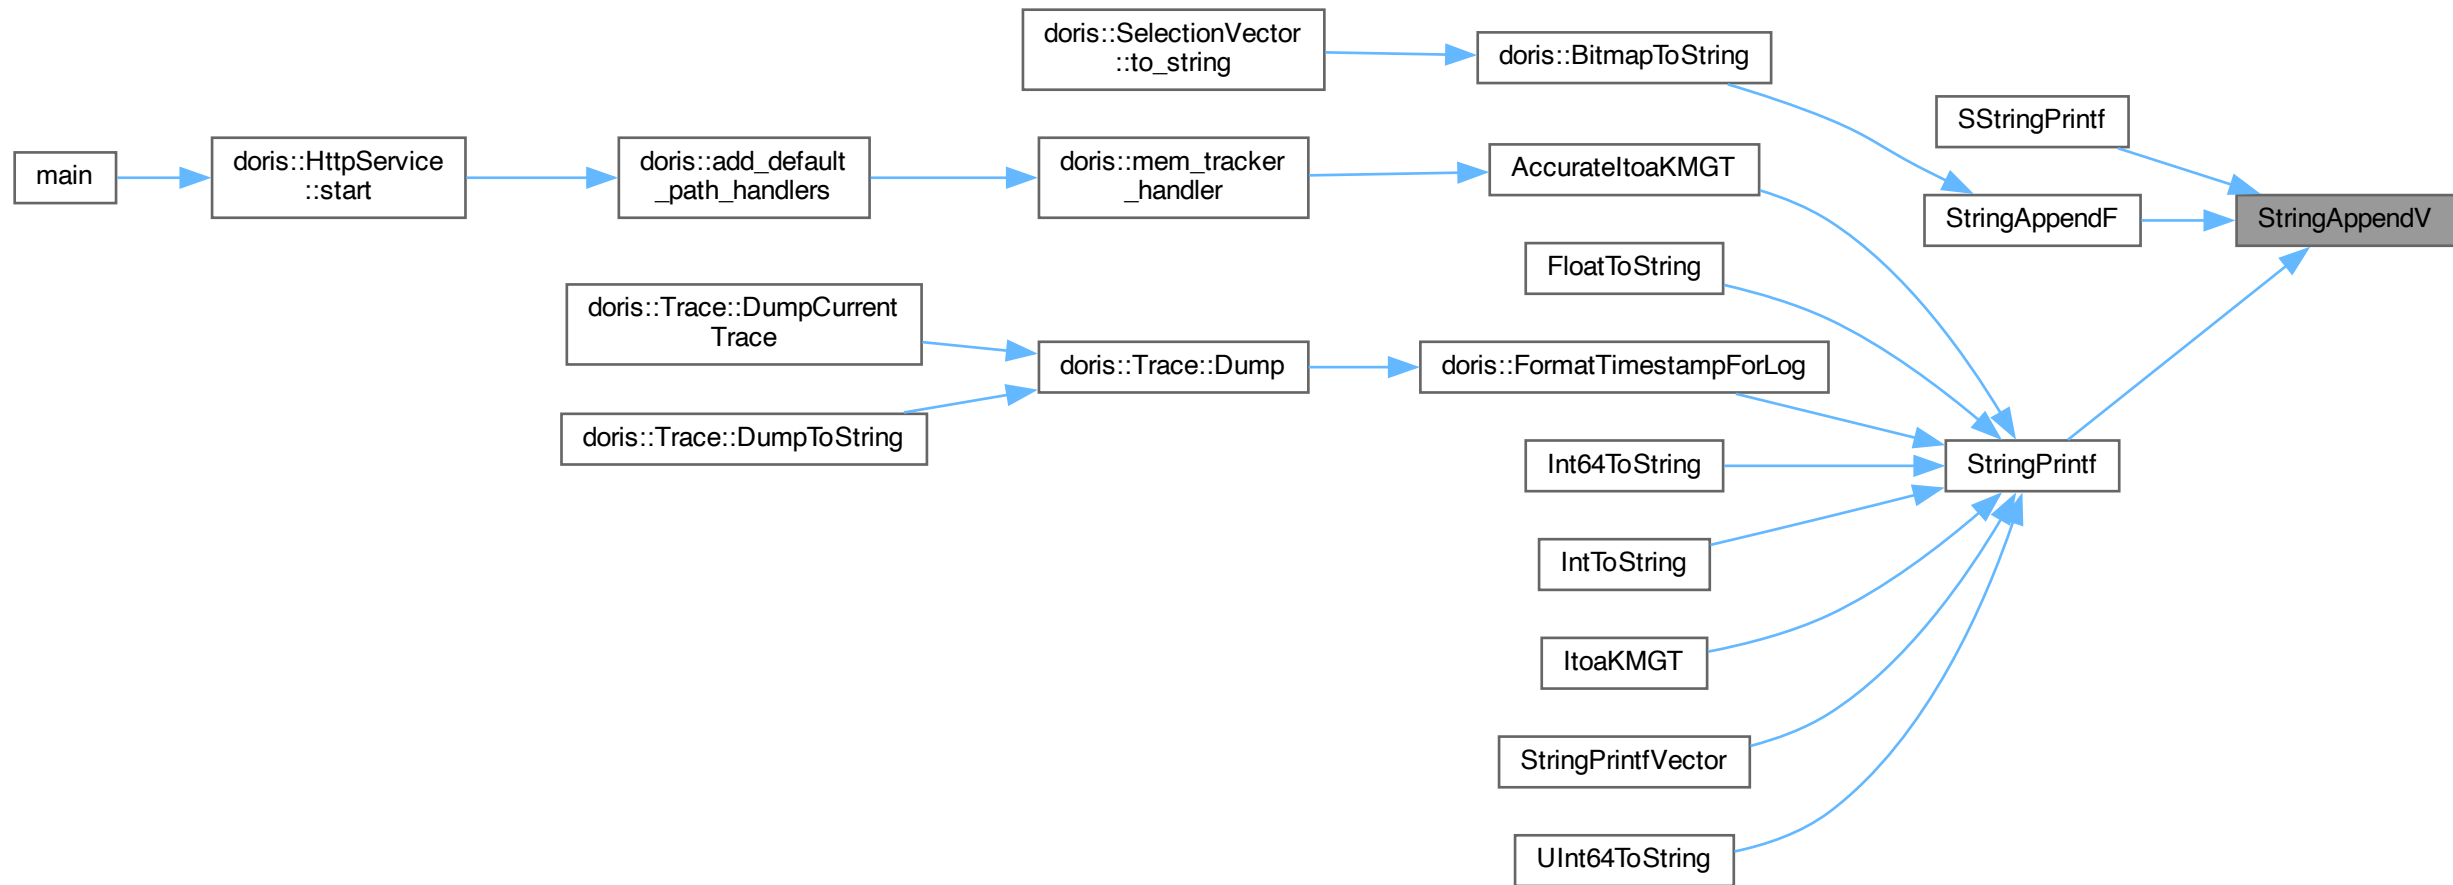 doris::SelectionVector
::to_string
doris::BitmapToString
SStringPrintf
main
doris::HttpService
::start
doris::add_default
_path_handlers
doris::mem_tracker
_handler
AccurateItoaKMGT
StringAppendF
StringAppendV
FloatToString
doris::Trace::DumpCurrent
Trace
doris::Trace::Dump
doris::FormatTimestampForLog
doris::Trace::DumpToString
Int64ToString
StringPrintf
IntToString
ItoaKMGT
StringPrintfVector
UInt64ToString